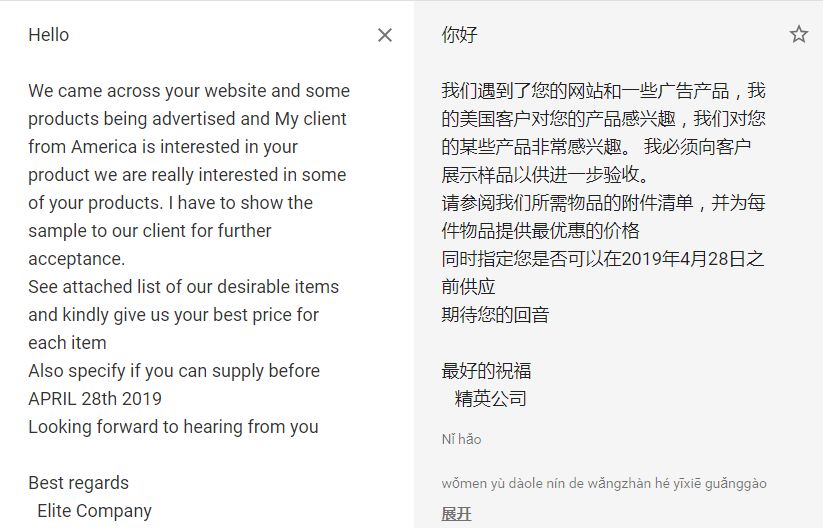 Hello
We came across your website and some
products being advertised and My client
from America is interested in your
product we are really interested in some
of your products. I have to show the
sample to our client for further
acceptance.
See attached list of our desirable items
and kindly give us your best price for
each item
Also specify if you can supply before
APRIL 28th 2019
Looking forward to hearing from you
Best regards
Elite Company
你好
我们遇到了您的网站和一些广告产品，我
的美国客户对您的产品感兴趣，我们对您
的某些产品非常感兴趣。 我必须向客户
展示样品以供进一步验收。
请参阅我们所需物品的附件清单，并为每
件物品提供最优惠的价格
同时指定您是否可以在2019年4月28日之
前供应
期待您的回音
最好的祝福
精英公司
Nǐ hǎo
wǒmen yù dàole nín de wǎngzhàn hé yīxiē guǎnggào
展开